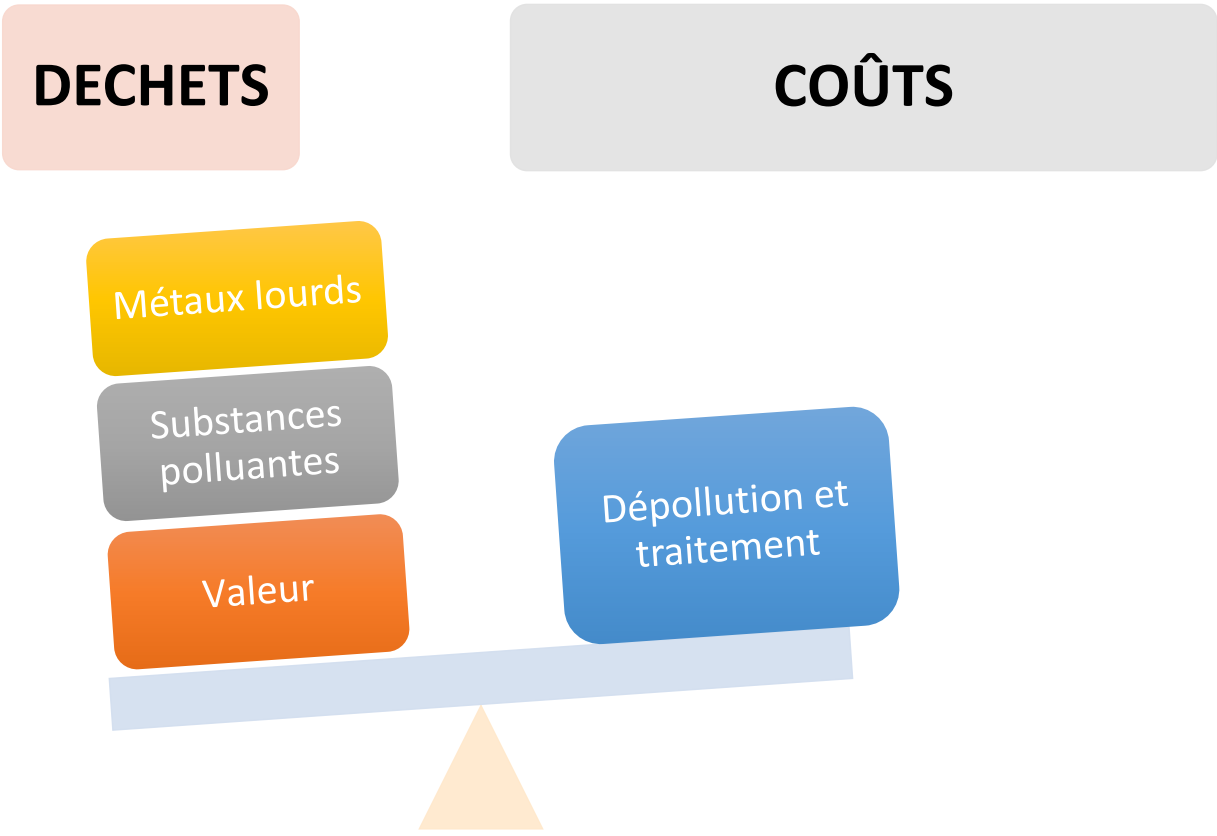 DECHETS
COÛTS
Métaux lourds
Substances
polluantes
Valeur
Dépollution et
traitement